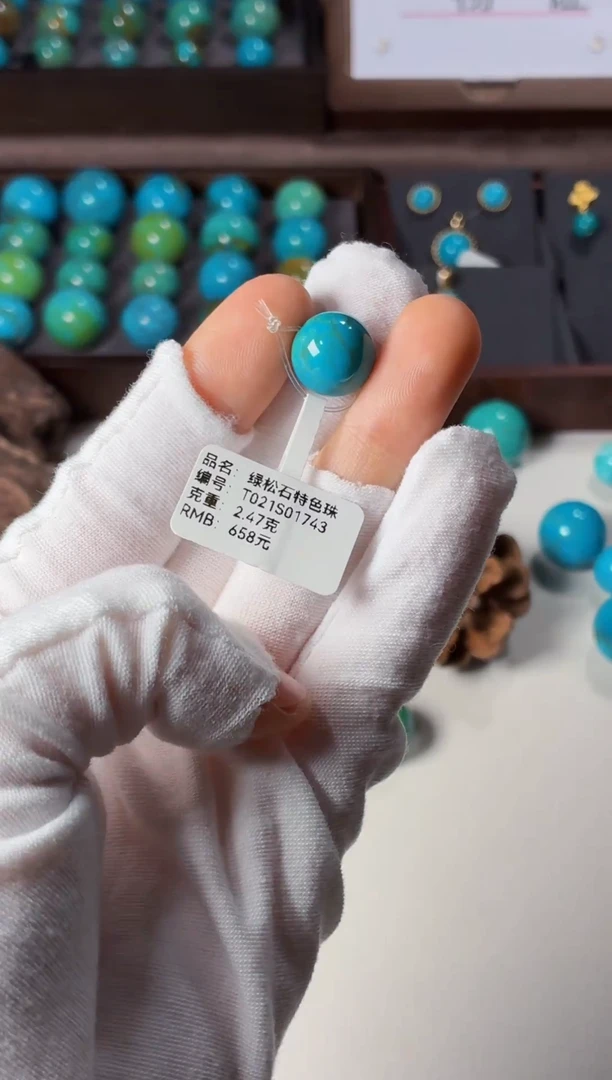 品名: 绿松石特色珠
编号: T021S01743
克重: 2.47克
RMB: 658元